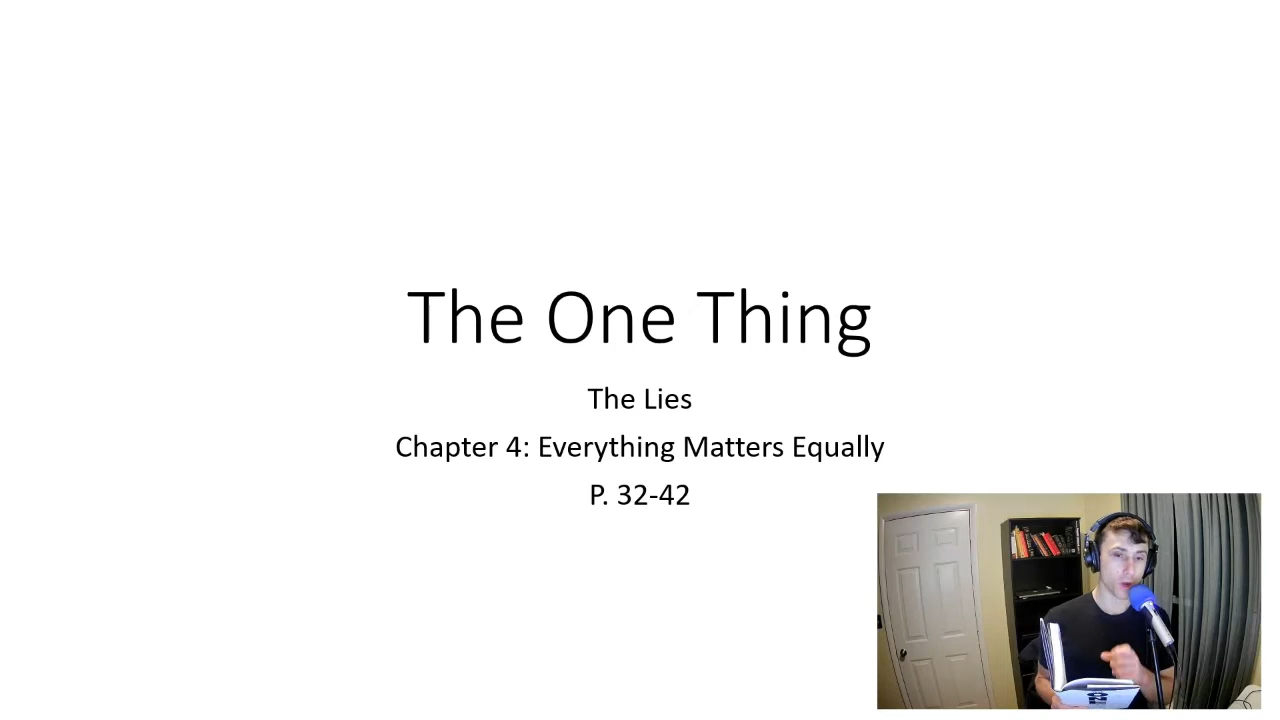 The One Thing
The Lies
Chapter 4: Everything Matters Equally
P. 32-42